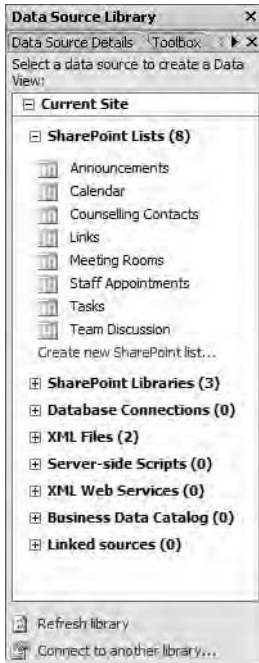 Data Source Library
Data Source Details Toolbox
Select a data source to create a Data
View:
Current Site
SharePoint Lists (8)
Announcements
Calendar
Counselling Contacts
Links
Meeting Rooms
Staff Appointments
Tasks
Team Discussion
Create new SharePoint list...
SharePoint Libraries (3)
Database Connections (0)
XML Files (2)
Server-side Scripts (0)
XML Web Services (0)
Business Data Catalog (0)
Linked sources (0)
Refresh library
Connect to another library...